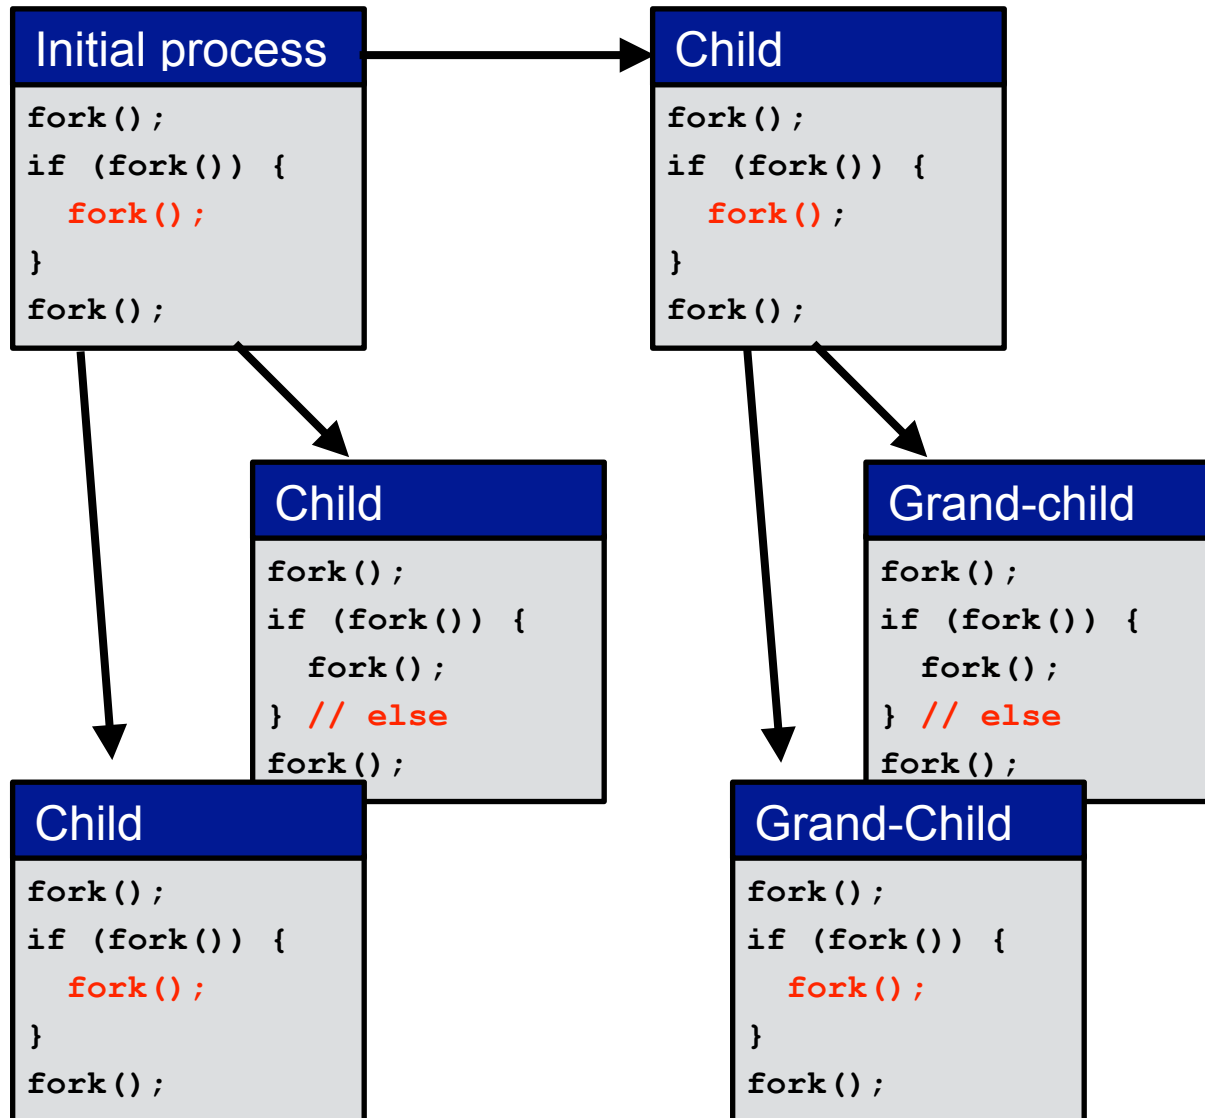 Initial process
fork();
if (fork()) {
  fork();
}
fork();
Child
fork();
if (fork()) {
  fork();
}
fork();
Child
fork();
if (fork()) {
  fork();
} // else
fork();
Grand-child
fork();
if (fork()) {
  fork();
} // else
fork();
Child
fork();
if (fork()) {
  fork();
}
fork();
Grand-Child
fork();
if (fork()) {
  fork();
}
fork();